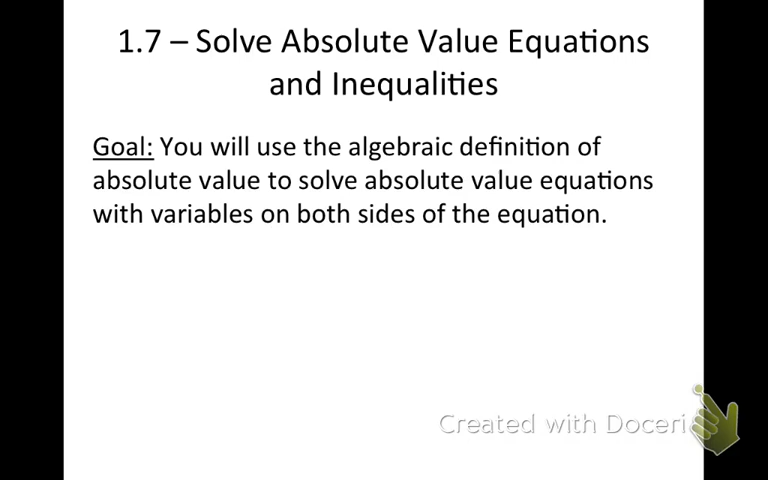 1.7 – Solve Absolute Value Equations
and Inequalities
Goal: You will use the algebraic definition of
absolute value to solve absolute value equations
with variables on both sides of the equation.
Created with Doceri